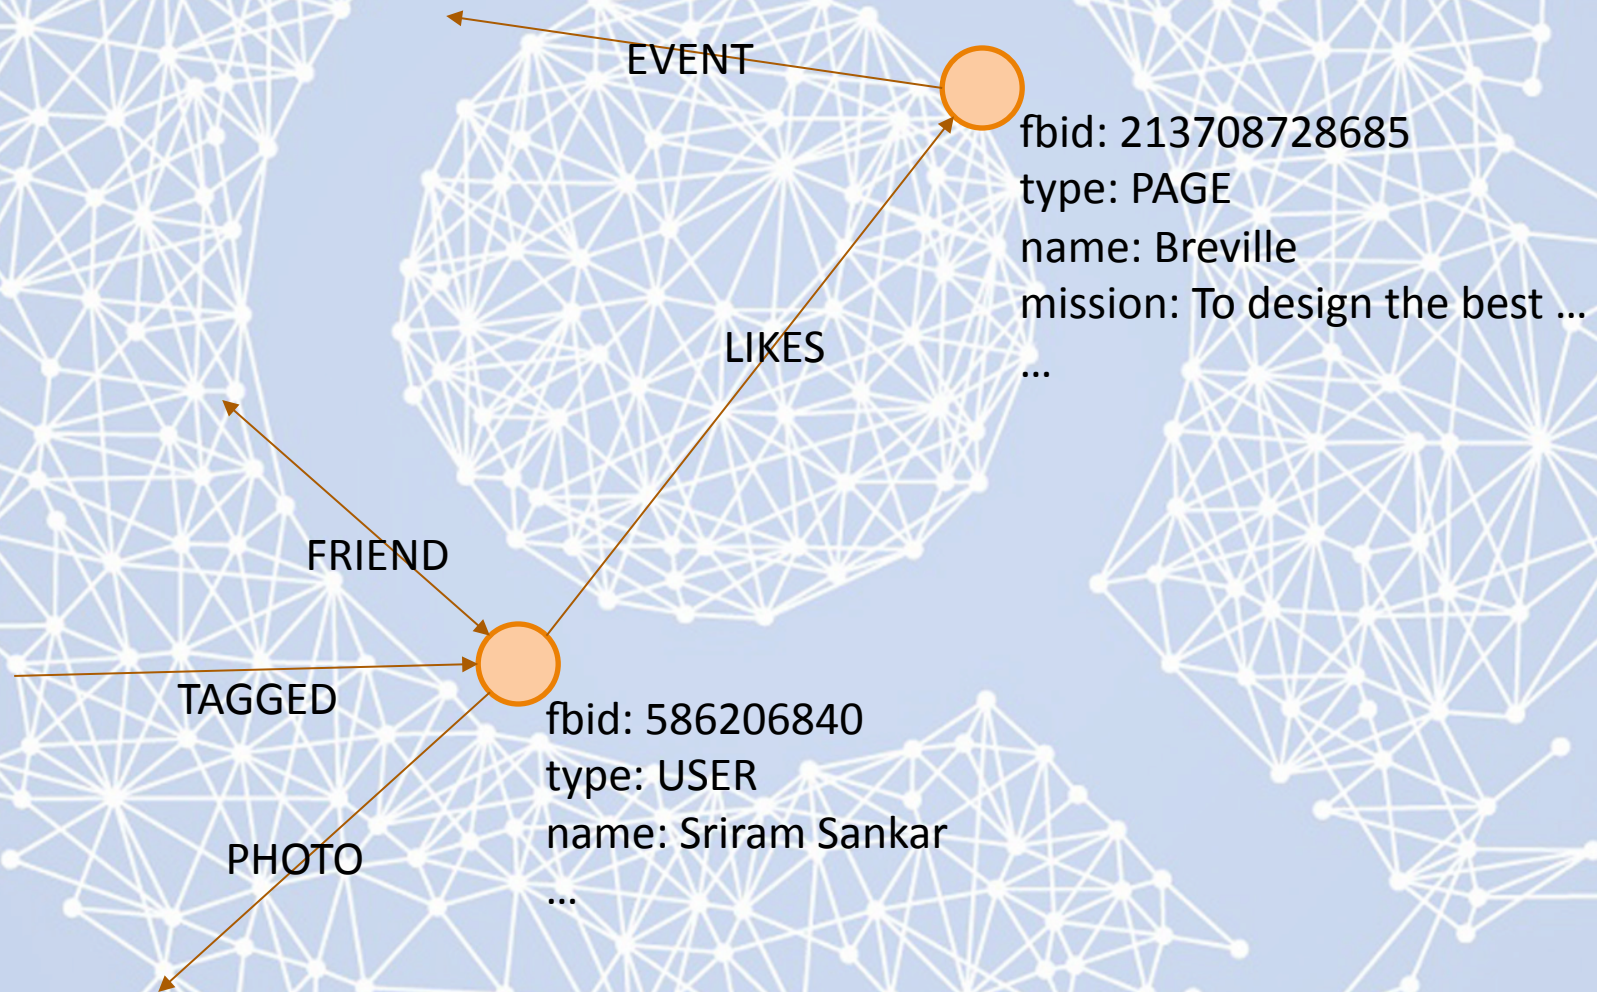 EVENT
fbid: 213708728685
type: PAGE
name: Breville
mission: To design the best ...
...
LIKES
FRIEND
TAGGED
fbid: 586206840
type: USER
name: Sriram Sankar
...
PHOTO